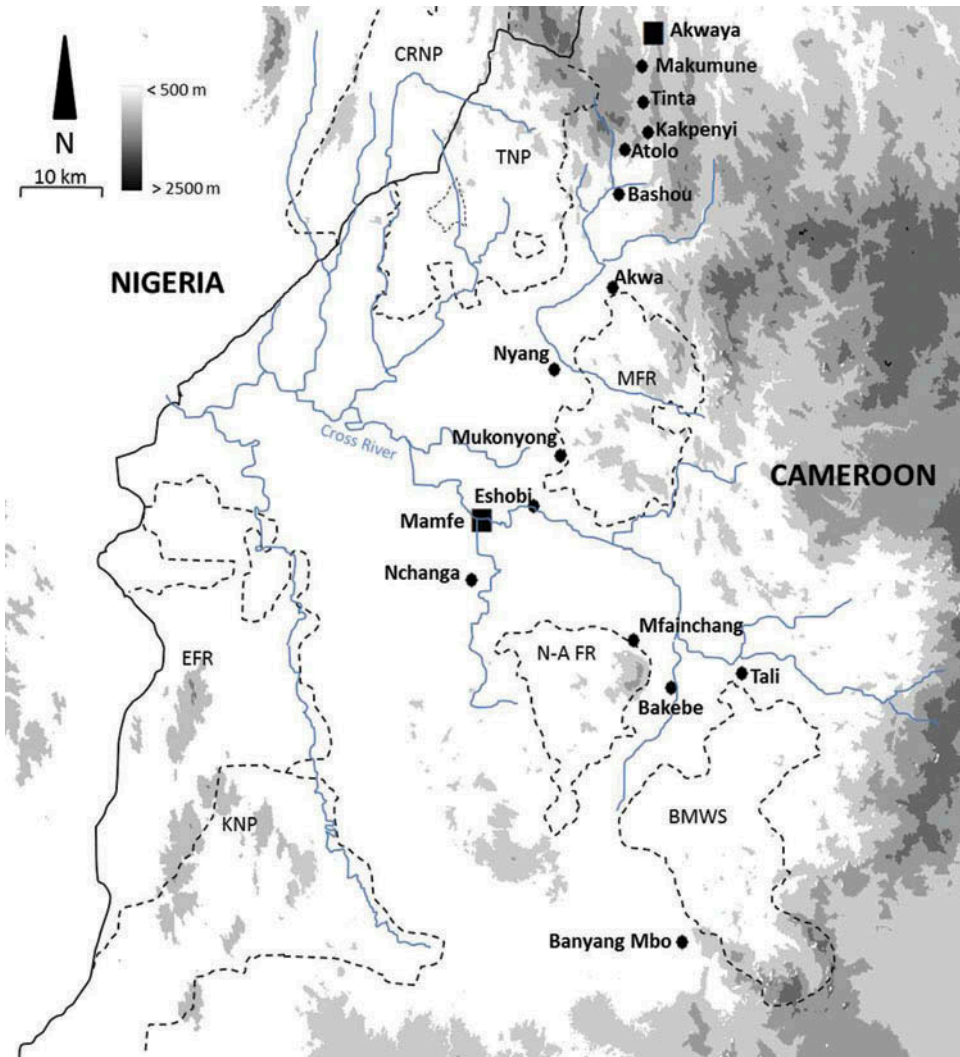 Akwaya
CRNP
Makumune
< 500 m
Tinta
Kakpenyi
N
TNP
Atolo
10 km
> 2500 m
Bashou
NIGERIA
Akwa
Nyang
MFR
Cross River
Mukonyong
CAMEROON
Eshobi
Mamfe
Nchanga
Mfainchang
EFR
N-A FR
Tali
Bakebe
KNP
BMWS
Banyang Mbo